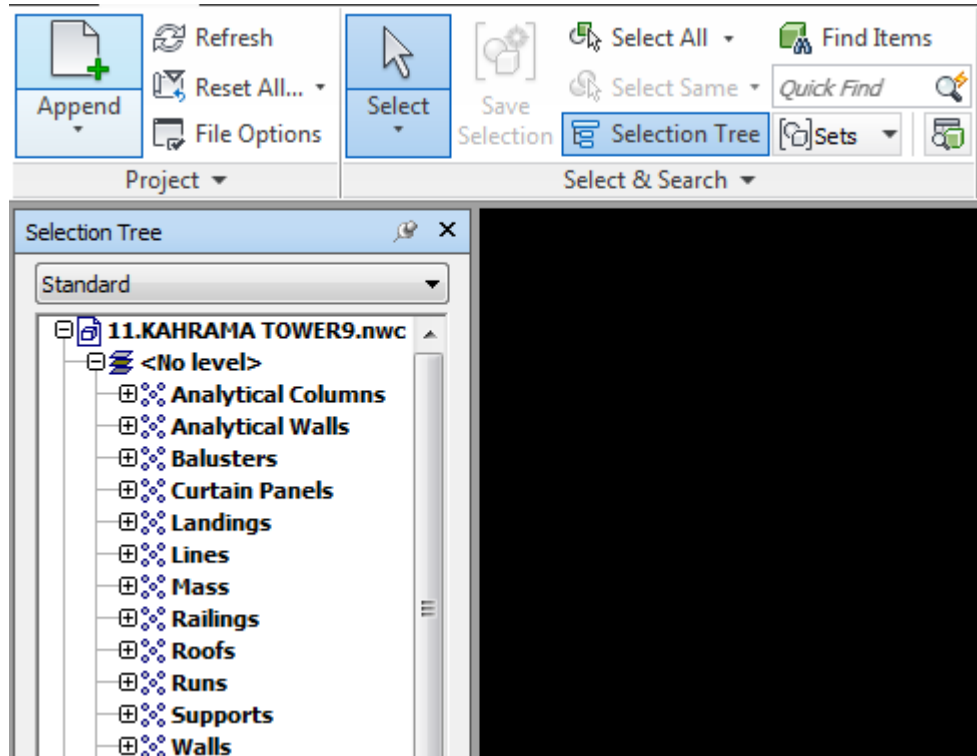 Append
Refresh
Reset All...
File Options
Project
Select
Save
Selection
Select All
Select Same
Selection Tree
Find Items
Quick Find
Sets
Select & Search
Selection Tree
Standard
11.KAHRAMA TOWER9.nwc
<No level>
Analytical Columns
Analytical Walls
Balusters
Curtain Panels
Landings
Lines
Mass
Railings
Roofs
Runs
Supports
Walls